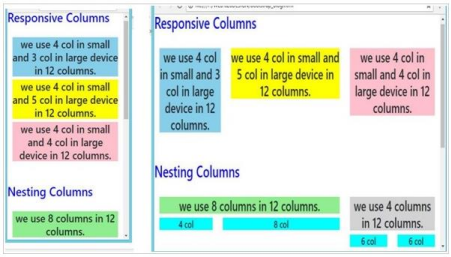 Responsive Columns
we use 4 col in small
and 3 col in large device
in 12 columns.
we use 4 col in small
and 5 col in large device
in 12 columns.
we use 4 col in small
and 4 col in large
device in 12 columns.
Nesting Columns
we use 8 columns in 12
columns.
Responsive Columns
we use 4 col
in small and 3
col in large
device in 12
columns.
we use 4 col in small and
5 col in large device in
12 columns.
we use 4 col in
small and 4 col in
large device in 12
columns.
Nesting Columns
we use 8 columns in 12 columns.
4 col
8 col
we use 4 columns
in 12 columns.
6 col
6 col